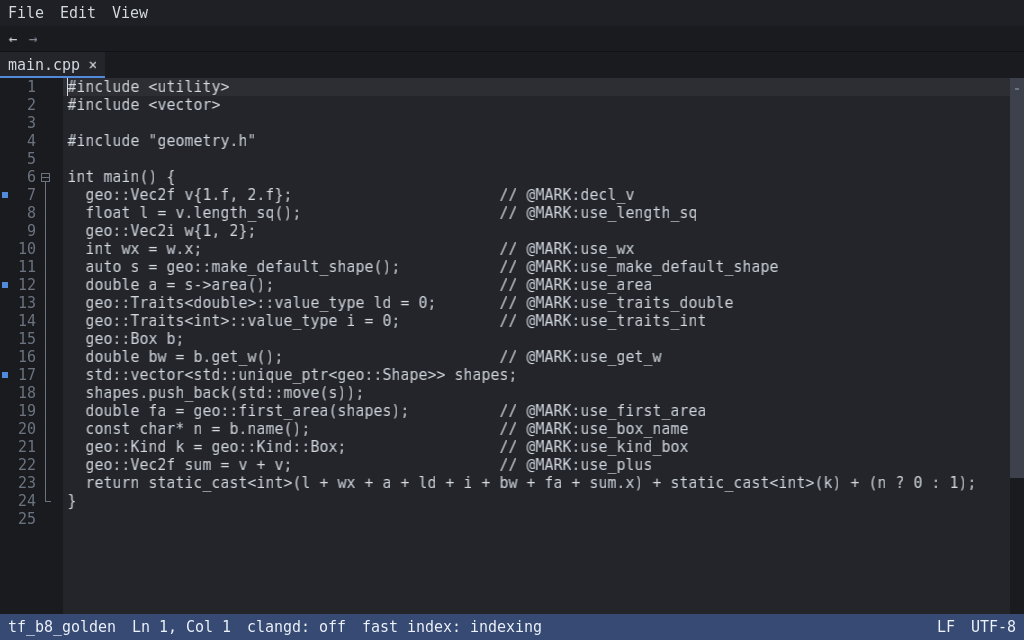 File Edit View
← →
main.cpp ×
1 #include <utility>
2 #include <vector>
3
4 #include "geometry.h"
5
6 int main() {
7   geo::Vec2f v{1.f, 2.f};                       // @MARK:decl_v
8   float l = v.length_sq();                      // @MARK:use_length_sq
9   geo::Vec2i w{1, 2};
10   int wx = w.x;                                 // @MARK:use_wx
11   auto s = geo::make_default_shape();           // @MARK:use_make_default_shape
12   double a = s->area();                         // @MARK:use_area
13   geo::Traits<double>::value_type ld = 0;       // @MARK:use_traits_double
14   geo::Traits<int>::value_type i = 0;           // @MARK:use_traits_int
15   geo::Box b;
16   double bw = b.get_w();                        // @MARK:use_get_w
17   std::vector<std::unique_ptr<geo::Shape>> shapes;
18   shapes.push_back(std::move(s));
19   double fa = geo::first_area(shapes);          // @MARK:use_first_area
20   const char* n = b.name();                     // @MARK:use_box_name
21   geo::Kind k = geo::Kind::Box;                 // @MARK:use_kind_box
22   geo::Vec2f sum = v + v;                       // @MARK:use_plus
23   return static_cast<int>(l + wx + a + ld + i + bw + fa + sum.x) + static_cast<int>(k) + (n ? 0 : 1);
24 }
25
tf_b8_golden Ln 1, Col 1 clangd: off fast index: indexing LF UTF-8